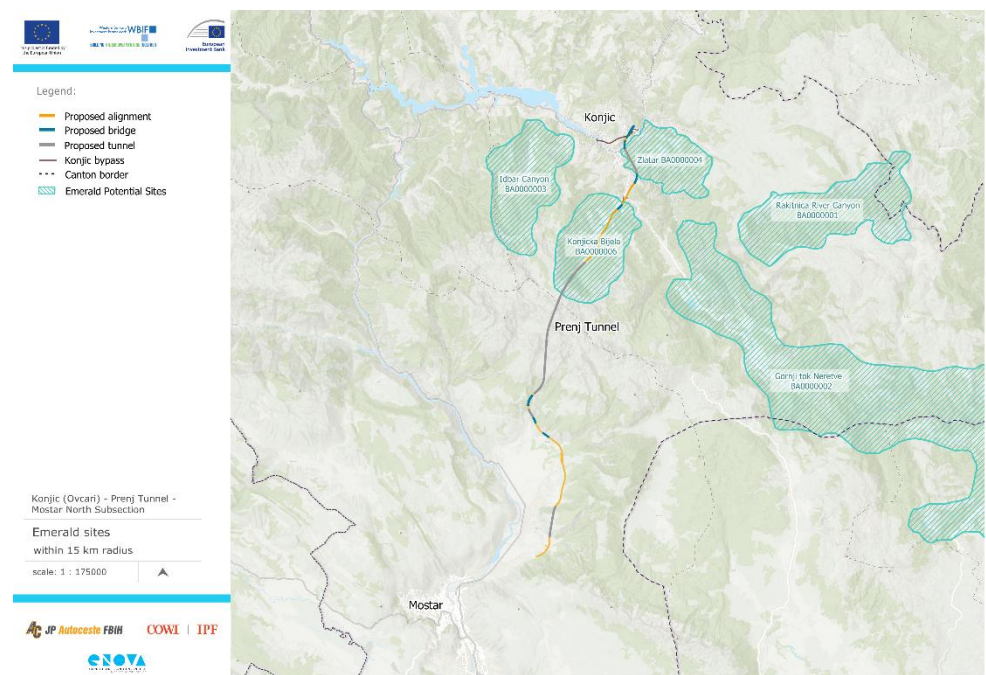 WBIF
European
Investment Bank
Legend:
Proposed alignment
Proposed bridge
Proposed tunnel
Konjic bypass
Canton border
Emerald Potential Sites
Konjic (Ovcari) - Prenj Tunnel -
Mostar North Subsection
Emerald sites
within 15 km radius
scale: 1 : 175000
JP Autoceste FBiH
COWI | IPF
ENOVA
Konjic
Zlatar BA0000004
Idbar Canyon
BA0000003
Rakitnica River Canyon
BA0000001
Konjicka Bijela
BA0000005
Prenj Tunnel
Gornji tok Neretve
BA0000002
Mostar